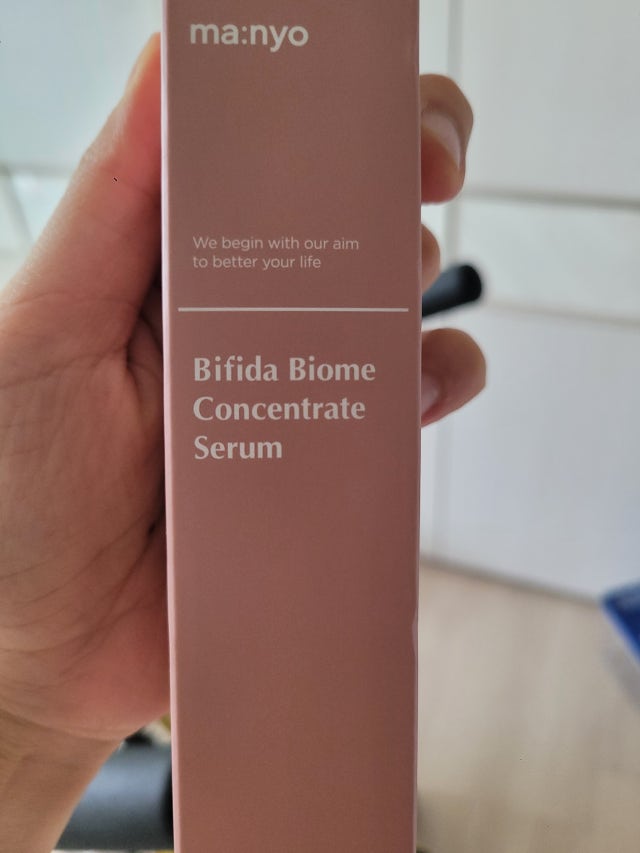 ma:nyo
We begin with our aim
to better your life
Bifida Biome
Concentrate
Serum